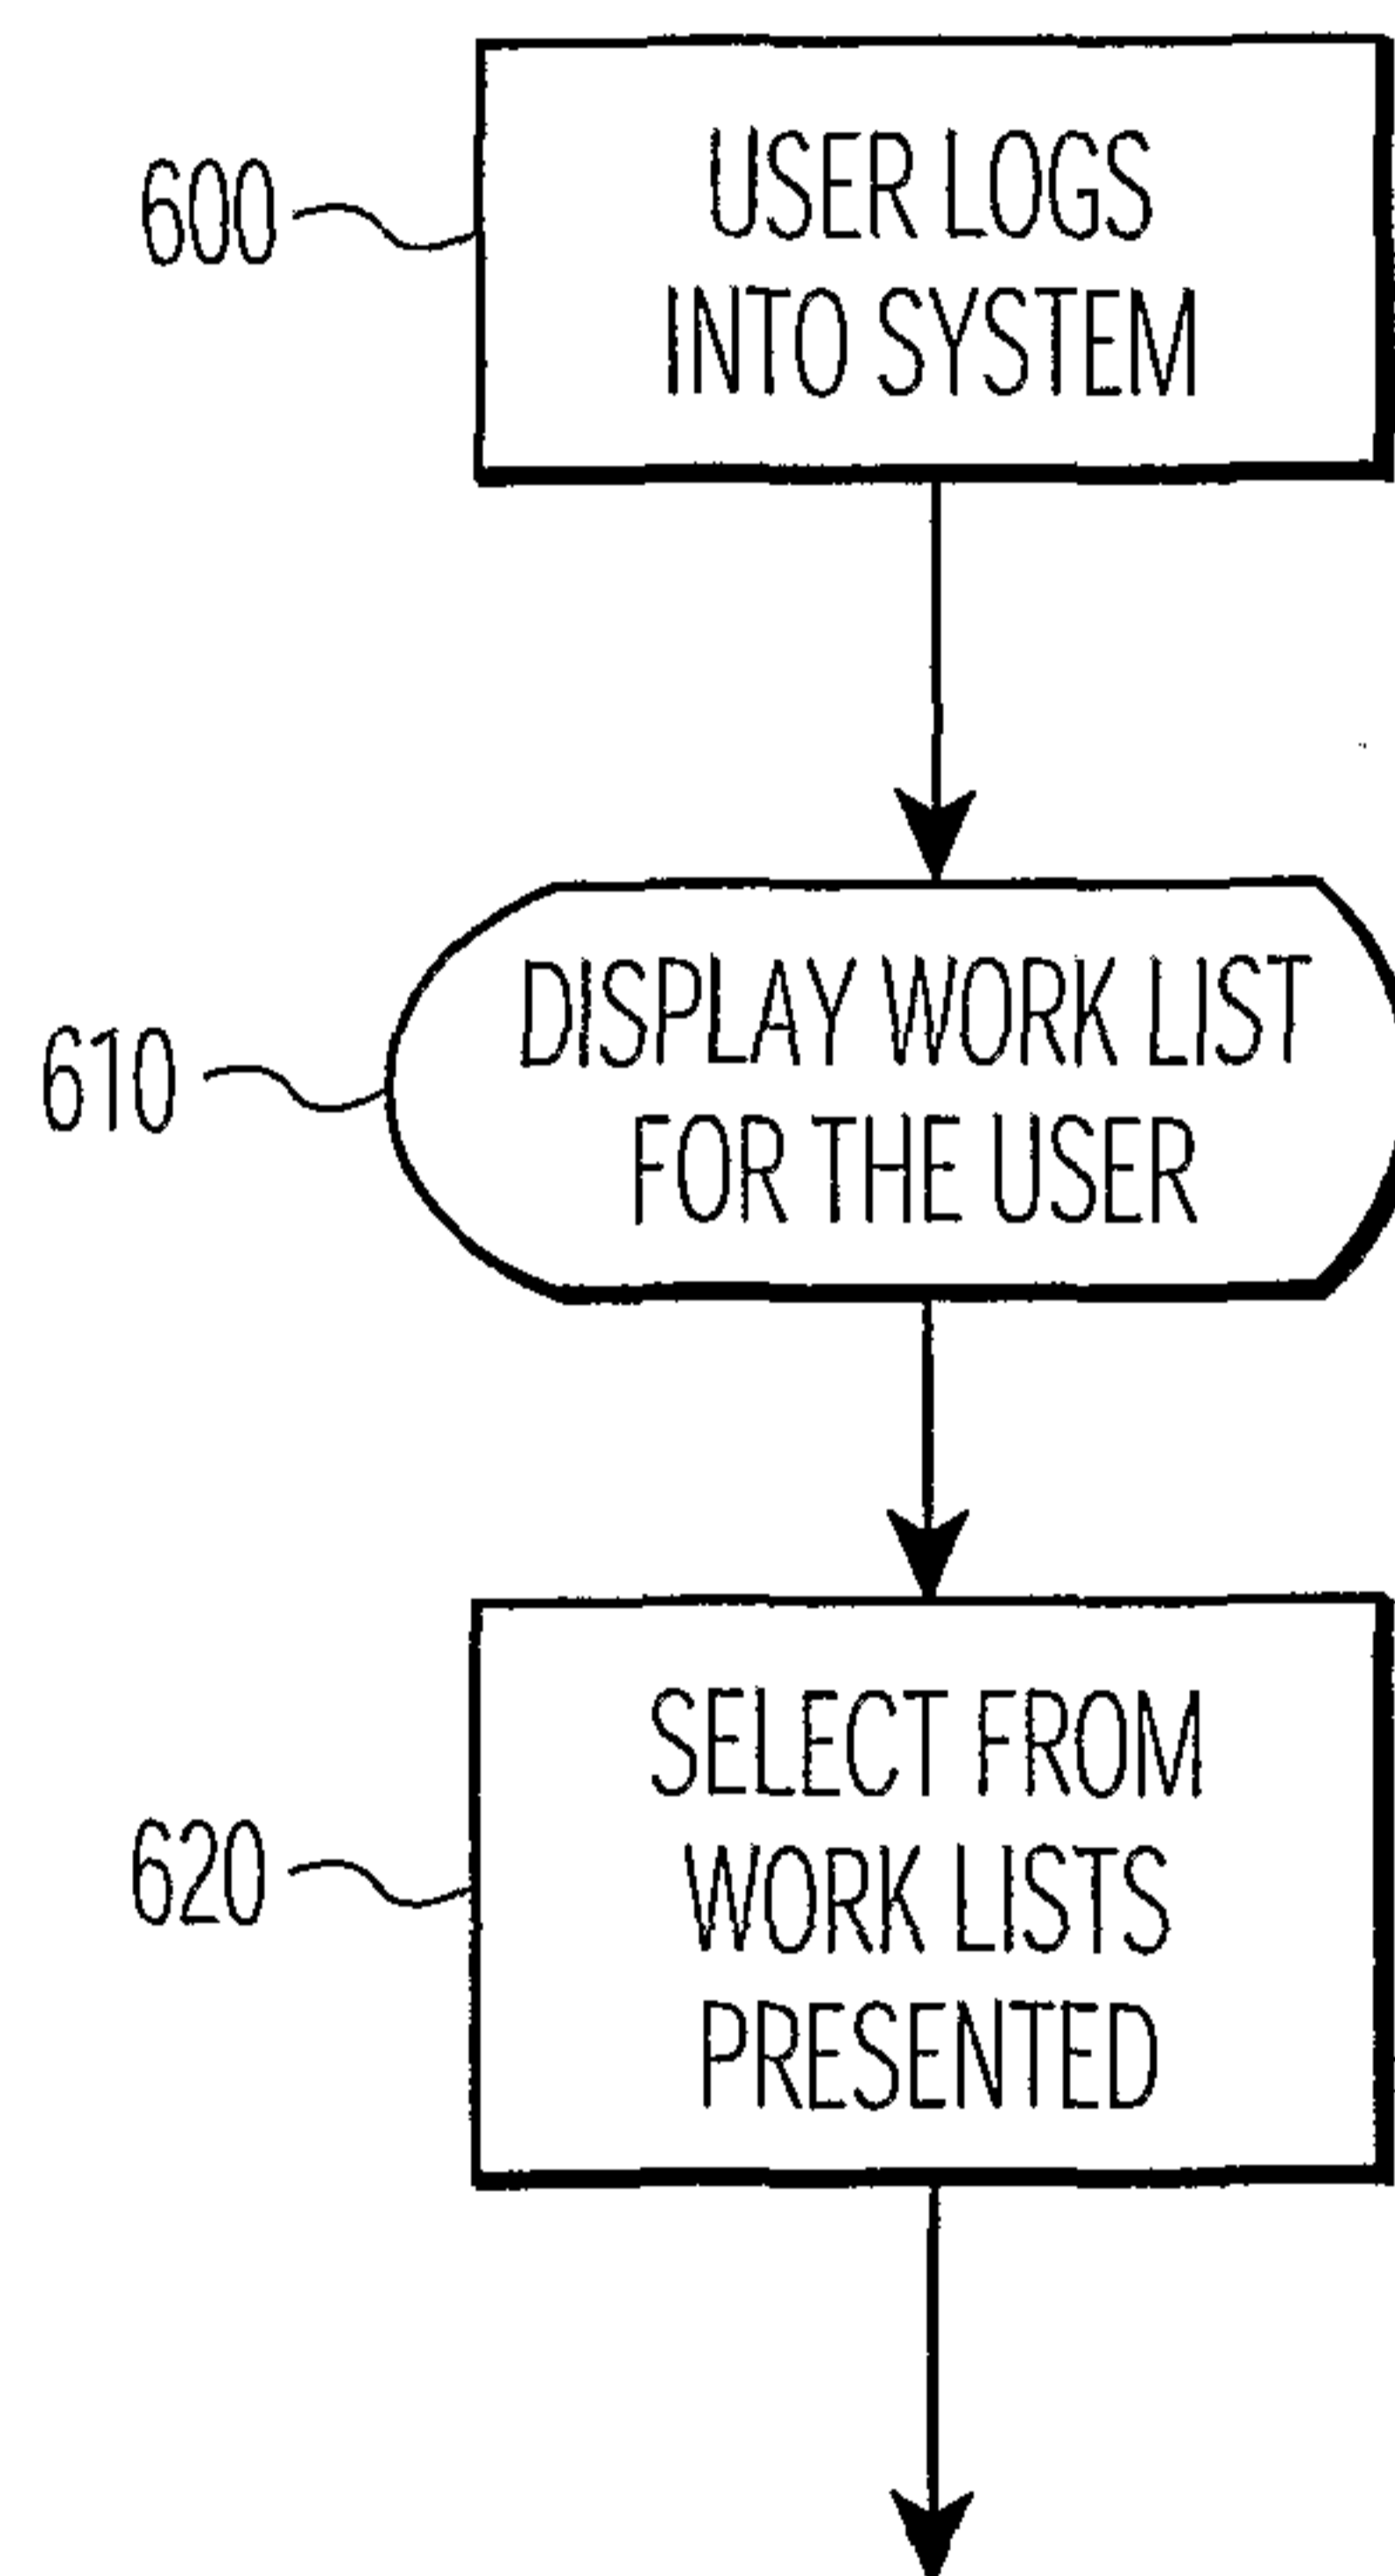 600
USER LOGS
INTO SYSTEM
610
DISPLAY WORK LIST
FOR THE USER
620
SELECT FROM
WORK LISTS
PRESENTED